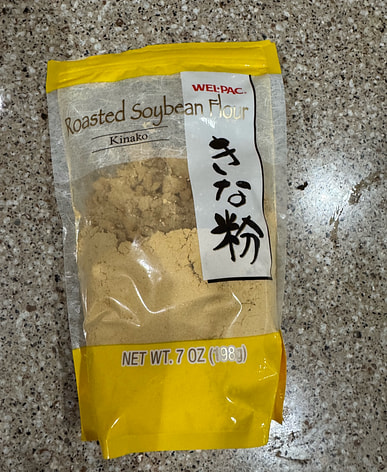 WEL·PAC®
Roasted Soybean Flour
Kinako
きな粉
NET WT. 7 OZ (198g)